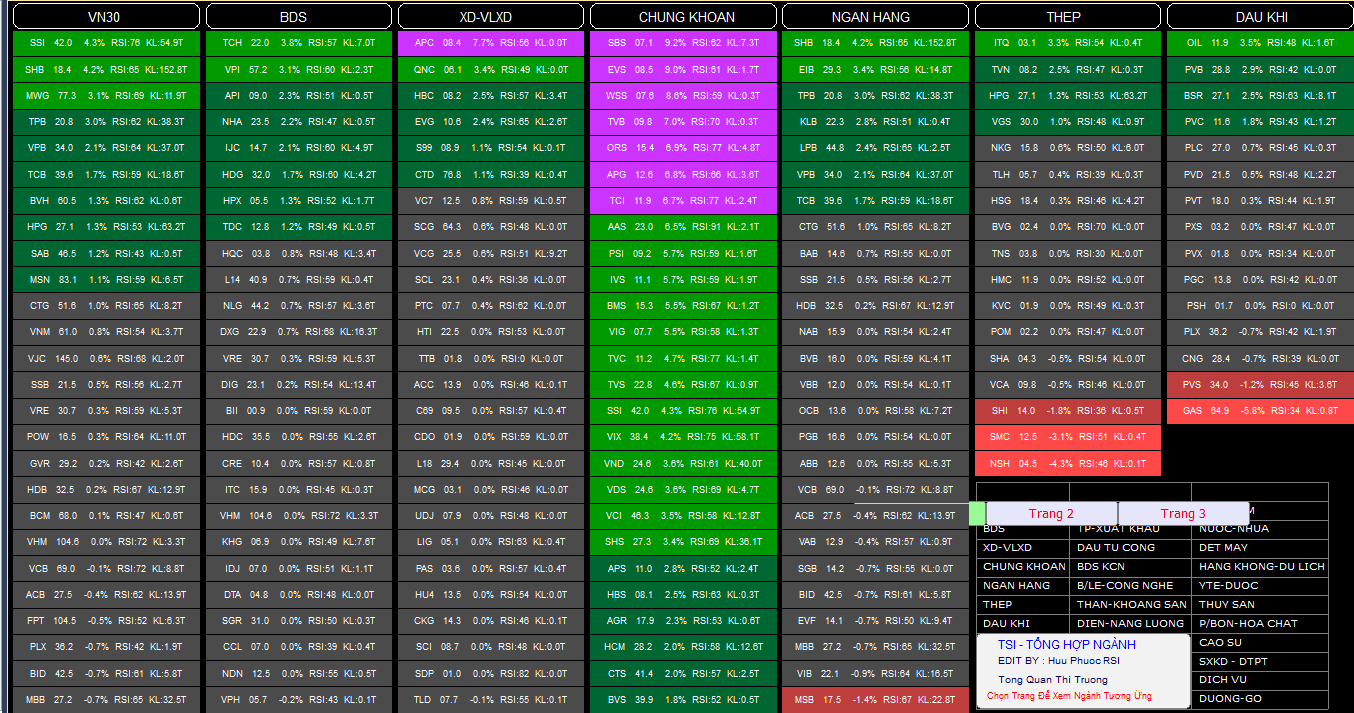 VN30
SSI 42.0 4.3% RSI:76 KL:54.9T
SHB 18.4 4.2% RSI:65 KL:152.8T
MWG 77.3 3.1% RSI:69 KL:11.9T
TPB 20.8 3.0% RSI:62 KL:38.3T
VPB 34.0 2.1% RSI:64 KL:37.0T
TCB 39.6 1.7% RSI:59 KL:18.6T
BVH 60.5 1.3% RSI:62 KL:0.6T
HPG 27.1 1.3% RSI:53 KL:63.2T
SAB 46.5 1.2% RSI:43 KL:0.5T
MSN 83.1 1.1% RSI:59 KL:6.5T
CTG 51.6 1.0% RSI:65 KL:8.2T
VNM 61.0 0.8% RSI:54 KL:3.7T
VJC 145.0 0.6% RSI:68 KL:2.0T
SSB 21.5 0.5% RSI:56 KL:2.7T
VRE 30.7 0.3% RSI:59 KL:5.3T
POW 16.5 0.3% RSI:64 KL:11.0T
GVR 29.2 0.2% RSI:42 KL:2.6T
HDB 32.5 0.2% RSI:67 KL:12.9T
BCM 68.0 0.1% RSI:47 KL:0.6T
VHM 104.6 0.0% RSI:72 KL:3.3T
VCB 69.0 -0.1% RSI:72 KL:8.8T
ACB 27.5 -0.4% RSI:62 KL:13.9T
FPT 104.5 -0.5% RSI:52 KL:6.3T
PLX 36.2 -0.7% RSI:42 KL:1.9T
BID 42.5 -0.7% RSI:61 KL:5.8T
MBB 27.2 -0.7% RSI:65 KL:32.5T
BDS
TCH 22.0 3.8% RSI:57 KL:7.0T
VPI 57.2 3.1% RSI:60 KL:2.3T
API 09.0 2.3% RSI:51 KL:0.5T
NHA 23.5 2.2% RSI:47 KL:0.5T
IJC 14.7 2.1% RSI:60 KL:4.9T
HDG 32.0 1.7% RSI:60 KL:4.2T
HPX 05.5 1.3% RSI:52 KL:1.7T
TDC 12.8 1.2% RSI:49 KL:0.5T
HQC 03.8 0.8% RSI:48 KL:3.4T
L14 40.9 0.7% RSI:59 KL:0.4T
NLG 44.2 0.7% RSI:57 KL:3.6T
DXG 22.9 0.7% RSI:68 KL:16.3T
VRE 30.7 0.3% RSI:59 KL:5.3T
DIG 23.1 0.2% RSI:54 KL:13.4T
BII 00.9 0.0% RSI:59 KL:0.0T
HDC 35.5 0.0% RSI:55 KL:2.6T
CRE 10.4 0.0% RSI:57 KL:0.8T
ITC 15.9 0.0% RSI:45 KL:0.3T
VHM 104.6 0.0% RSI:72 KL:3.3T
KHG 06.9 0.0% RSI:49 KL:7.6T
IDJ 07.0 0.0% RSI:51 KL:1.1T
DTA 04.8 0.0% RSI:48 KL:0.0T
SGR 31.0 0.0% RSI:50 KL:0.3T
CCL 07.0 0.0% RSI:39 KL:0.4T
NDN 12.5 0.0% RSI:55 KL:0.5T
VPH 05.7 -0.2% RSI:43 KL:0.1T
XD-VLXD
APC 08.4 7.7% RSI:56 KL:0.0T
QNC 06.1 3.4% RSI:49 KL:0.0T
HBC 08.2 2.5% RSI:57 KL:3.4T
EVG 10.6 2.4% RSI:65 KL:2.6T
S99 08.9 1.1% RSI:54 KL:0.1T
CTD 76.8 1.1% RSI:39 KL:0.4T
VC7 12.5 0.8% RSI:59 KL:0.5T
SCG 64.3 0.6% RSI:48 KL:0.0T
VCG 25.5 0.6% RSI:51 KL:9.2T
SCL 23.1 0.4% RSI:36 KL:0.0T
PTC 07.7 0.4% RSI:62 KL:0.0T
HTI 22.5 0.0% RSI:53 KL:0.0T
TTB 01.8 0.0% RSI:0 KL:0.0T
ACC 13.9 0.0% RSI:46 KL:0.1T
C69 09.5 0.0% RSI:57 KL:0.4T
CDO 01.9 0.0% RSI:59 KL:0.0T
L18 29.4 0.0% RSI:45 KL:0.0T
MCG 03.1 0.0% RSI:46 KL:0.0T
UDJ 07.9 0.0% RSI:48 KL:0.0T
LIG 05.1 0.0% RSI:63 KL:0.4T
PAS 03.6 0.0% RSI:57 KL:0.4T
HU4 13.5 0.0% RSI:54 KL:0.0T
CKG 14.3 0.0% RSI:46 KL:0.1T
SCI 08.7 0.0% RSI:48 KL:0.0T
SDP 01.0 0.0% RSI:82 KL:0.0T
TLD 07.7 -0.1% RSI:55 KL:0.1T
CHUNG KHOAN
SBS 07.1 9.2% RSI:62 KL:7.3T
EVS 08.5 9.0% RSI:61 KL:1.7T
WSS 07.6 8.6% RSI:59 KL:0.3T
TVB 09.8 7.0% RSI:70 KL:0.3T
ORS 15.4 6.9% RSI:77 KL:4.8T
APG 12.6 6.8% RSI:66 KL:3.6T
TCI 11.9 6.7% RSI:77 KL:2.4T
AAS 23.0 6.5% RSI:91 KL:2.1T
PSI 09.2 5.7% RSI:59 KL:1.6T
IVS 11.1 5.7% RSI:59 KL:1.9T
BMS 15.3 5.5% RSI:67 KL:1.2T
VIG 07.7 5.5% RSI:58 KL:1.3T
TVC 11.2 4.7% RSI:77 KL:1.4T
TVS 22.8 4.6% RSI:67 KL:0.9T
SSI 42.0 4.3% RSI:76 KL:54.9T
VIX 38.4 4.2% RSI:75 KL:58.1T
VND 24.6 3.6% RSI:61 KL:40.0T
VDS 24.6 3.6% RSI:69 KL:4.7T
VCI 46.3 3.5% RSI:58 KL:12.8T
SHS 27.3 3.4% RSI:69 KL:36.1T
APS 11.0 2.8% RSI:52 KL:2.4T
HBS 08.1 2.5% RSI:63 KL:0.3T
AGR 17.9 2.3% RSI:53 KL:0.6T
HCM 28.2 2.0% RSI:58 KL:12.6T
CTS 41.4 2.0% RSI:57 KL:2.5T
BVS 39.9 1.8% RSI:52 KL:0.5T
NGAN HANG
SHB 18.4 4.2% RSI:65 KL:152.8T
EIB 29.3 3.4% RSI:56 KL:14.8T
TPB 20.8 3.0% RSI:62 KL:38.3T
KLB 22.3 2.8% RSI:51 KL:0.4T
LPB 44.8 2.4% RSI:65 KL:2.5T
VPB 34.0 2.1% RSI:64 KL:37.0T
TCB 39.6 1.7% RSI:59 KL:18.6T
CTG 51.6 1.0% RSI:65 KL:8.2T
BAB 14.6 0.7% RSI:55 KL:0.0T
SSB 21.5 0.5% RSI:56 KL:2.7T
HDB 32.5 0.2% RSI:67 KL:12.9T
NAB 15.9 0.0% RSI:54 KL:2.4T
BVB 16.0 0.0% RSI:59 KL:4.1T
VBB 12.0 0.0% RSI:54 KL:0.1T
OCB 13.6 0.0% RSI:58 KL:7.2T
PGB 16.6 0.0% RSI:54 KL:0.0T
ABB 12.6 0.0% RSI:55 KL:5.3T
VCB 69.0 -0.1% RSI:72 KL:8.8T
ACB 27.5 -0.4% RSI:62 KL:13.9T
VAB 12.9 -0.4% RSI:57 KL:0.9T
SGB 14.2 -0.7% RSI:55 KL:0.0T
BID 42.5 -0.7% RSI:61 KL:5.8T
EVF 14.1 -0.7% RSI:50 KL:9.4T
MBB 27.2 -0.7% RSI:65 KL:32.5T
VIB 22.1 -0.9% RSI:64 KL:16.5T
MSB 17.5 -1.4% RSI:67 KL:22.8T
THEP
ITQ 03.1 3.3% RSI:54 KL:0.4T
TVN 08.2 2.5% RSI:47 KL:0.3T
HPG 27.1 1.3% RSI:53 KL:63.2T
VGS 30.0 1.0% RSI:48 KL:0.9T
NKG 15.8 0.6% RSI:50 KL:6.0T
TLH 05.7 0.4% RSI:39 KL:0.3T
HSG 18.4 0.3% RSI:46 KL:4.2T
BVG 02.4 0.0% RSI:70 KL:0.0T
TNS 03.8 0.0% RSI:30 KL:0.0T
HMC 11.9 0.0% RSI:52 KL:0.0T
KVC 01.9 0.0% RSI:49 KL:0.3T
POM 02.2 0.0% RSI:47 KL:0.0T
SHA 04.3 -0.5% RSI:54 KL:0.0T
VCA 09.8 -0.5% RSI:46 KL:0.0T
SHI 14.0 -1.8% RSI:36 KL:0.5T
SMC 12.5 -3.1% RSI:51 KL:0.4T
NSH 04.5 -4.3% RSI:46 KL:0.1T
DAU KHI
OIL 11.9 3.5% RSI:48 KL:1.6T
PVB 28.8 2.9% RSI:42 KL:0.0T
BSR 27.1 2.5% RSI:63 KL:8.1T
PVC 11.6 1.8% RSI:43 KL:1.2T
PLC 27.0 0.7% RSI:45 KL:0.3T
PVD 21.5 0.5% RSI:48 KL:2.2T
PVT 18.0 0.3% RSI:44 KL:1.9T
PXS 03.2 0.0% RSI:47 KL:0.0T
PVX 01.8 0.0% RSI:34 KL:0.0T
PGC 13.8 0.0% RSI:42 KL:0.0T
PSH 01.7 0.0% RSI:0 KL:0.0T
PLX 36.2 -0.7% RSI:42 KL:1.9T
CNG 28.4 -0.7% RSI:39 KL:0.0T
PVS 34.0 -1.2% RSI:45 KL:3.6T
GAS 64.9 -5.8% RSI:34 KL:0.8T
Trang 2 Trang 3
BDS TP-XUAT KHAU NUOC-NHUA
XD-VLXD DAU TU CONG DET MAY
CHUNG KHOAN BDS KCN HANG KHONG-DU LICH
NGAN HANG B/LE-CONG NGHE YTE-DUOC
THEP THAN-KHOANG SAN THUY SAN
DAU KHI DIEN-NANG LUONG P/BON-HOA CHAT
CAO SU
SXKD - DTPT
DICH VU
DUONG-GO
TSI - TỔNG HỢP NGÀNH
EDIT BY : Huu Phuoc RSI
Tong Quan Thi Truong
Chọn Trang Để Xem Ngành Tương Ứng